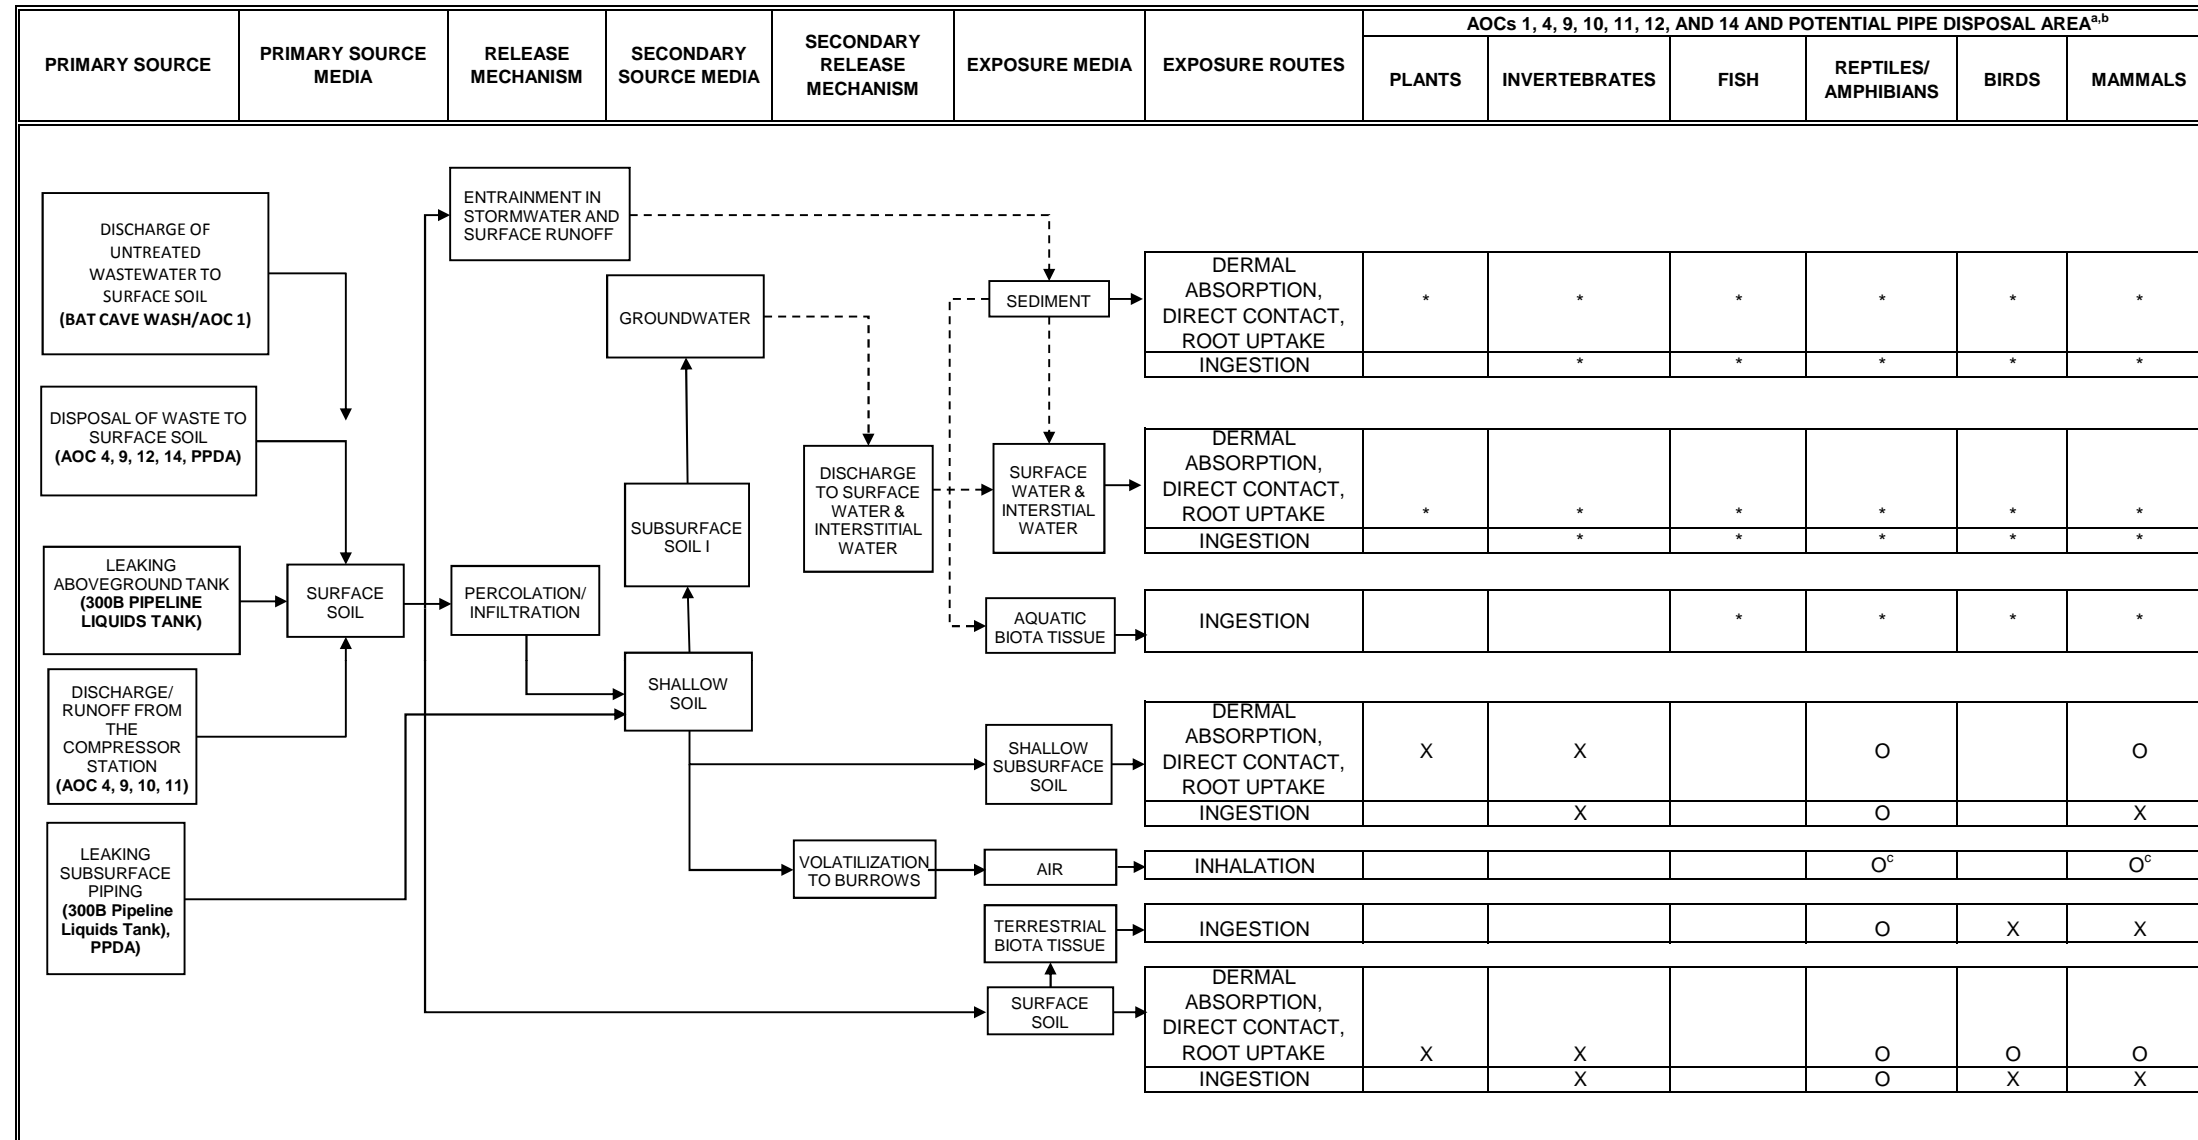 AOCs 1, 4, 9, 10, 11, 12, AND 14 AND POTENTIAL PIPE DISPOSAL AREAa,b
PRIMARY SOURCE
PRIMARY SOURCE
MEDIA
RELEASE
MECHANISM
SECONDARY
SOURCE MEDIA
SECONDARY
RELEASE
MECHANISM
EXPOSURE MEDIA
EXPOSURE ROUTES
PLANTS
INVERTEBRATES
FISH
REPTILES/
AMPHIBIANS
BIRDS
MAMMALS
DISCHARGE OF
UNTREATED
WASTEWATER TO
SURFACE SOIL
(BAT CAVE WASH/AOC 1)
DISPOSAL OF WASTE TO
SURFACE SOIL
(AOC 4, 9, 12, 14, PPDA)
LEAKING
ABOVEGROUND TANK
(300B PIPELINE
LIQUIDS TANK)
DISCHARGE/
RUNOFF FROM
THE
COMPRESSOR
STATION
(AOC 4, 9, 10, 11)
LEAKING
SUBSURFACE
PIPING
(300B Pipeline
Liquids Tank),
PPDA)
SURFACE
SOIL
ENTRAINMENT IN
STORMWATER AND
SURFACE RUNOFF
PERCOLATION/
INFILTRATION
GROUNDWATER
SUBSURFACE
SOIL I
SHALLOW
SOIL
DISCHARGE
TO SURFACE
WATER &
INTERSTITIAL
WATER
VOLATILIZATION
TO BURROWS
SEDIMENT
DERMAL
ABSORPTION,
DIRECT CONTACT,
ROOT UPTAKE
* * * * * *
INGESTION * * * * *
SURFACE
WATER &
INTERSTIAL
WATER
DERMAL
ABSORPTION,
DIRECT CONTACT,
ROOT UPTAKE * * * * * *
INGESTION * * * * *
AQUATIC
BIOTA TISSUE
INGESTION * * * *
SHALLOW
SUBSURFACE
SOIL
DERMAL
ABSORPTION,
DIRECT CONTACT,
ROOT UPTAKE
X X O O
INGESTION X O X
AIR
INHALATION Oc Oc
TERRESTRIAL
BIOTA TISSUE
INGESTION O X X
SURFACE
SOIL
DERMAL
ABSORPTION,
DIRECT CONTACT,
ROOT UPTAKE X X O O O
INGESTION X O X X